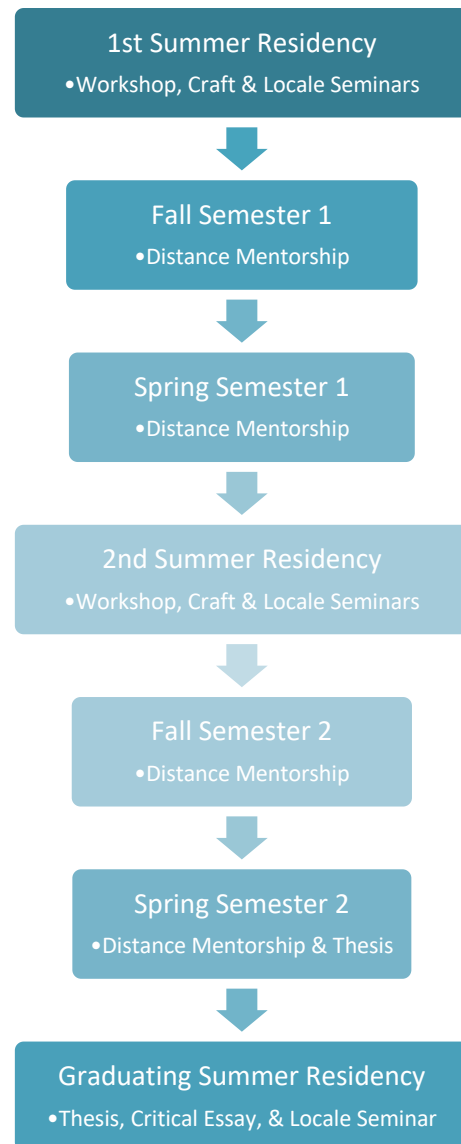 1st Summer Residency
•Workshop, Craft & Locale Seminars
Fall Semester 1
•Distance Mentorship
Spring Semester 1
•Distance Mentorship
2nd Summer Residency
•Workshop, Craft & Locale Seminars
Fall Semester 2
•Distance Mentorship
Spring Semester 2
•Distance Mentorship & Thesis
Graduating Summer Residency
•Thesis, Critical Essay, & Locale Seminar